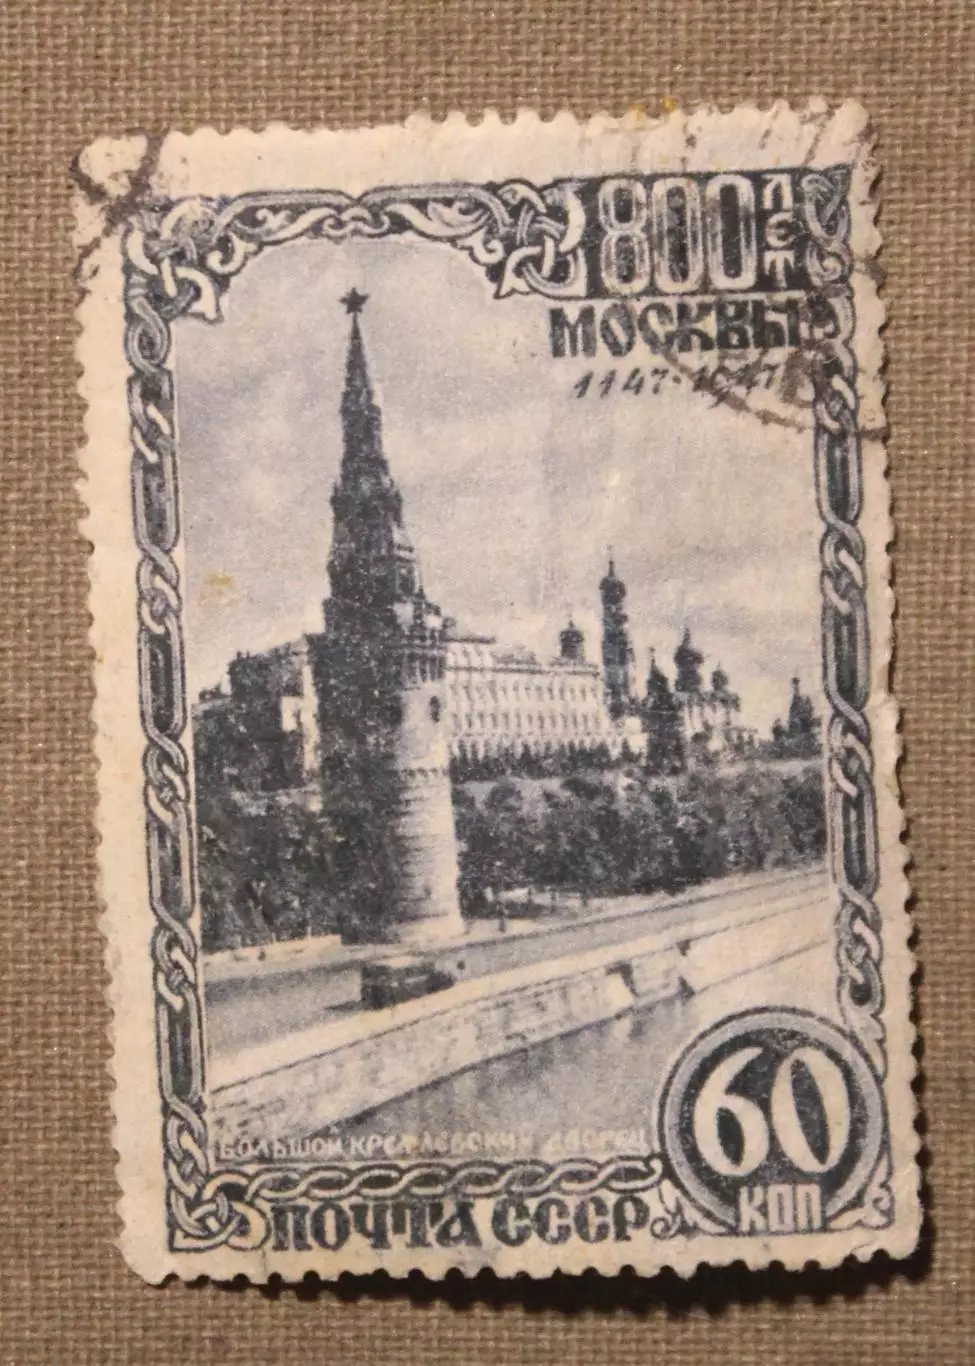 800 ЛЕТ
МОСКВЫ
1147-1947
БОЛЬШОЙ КРЕМЛЕВСКИЙ ДВОРЕЦ
60
КОП
ПОЧТА СССР